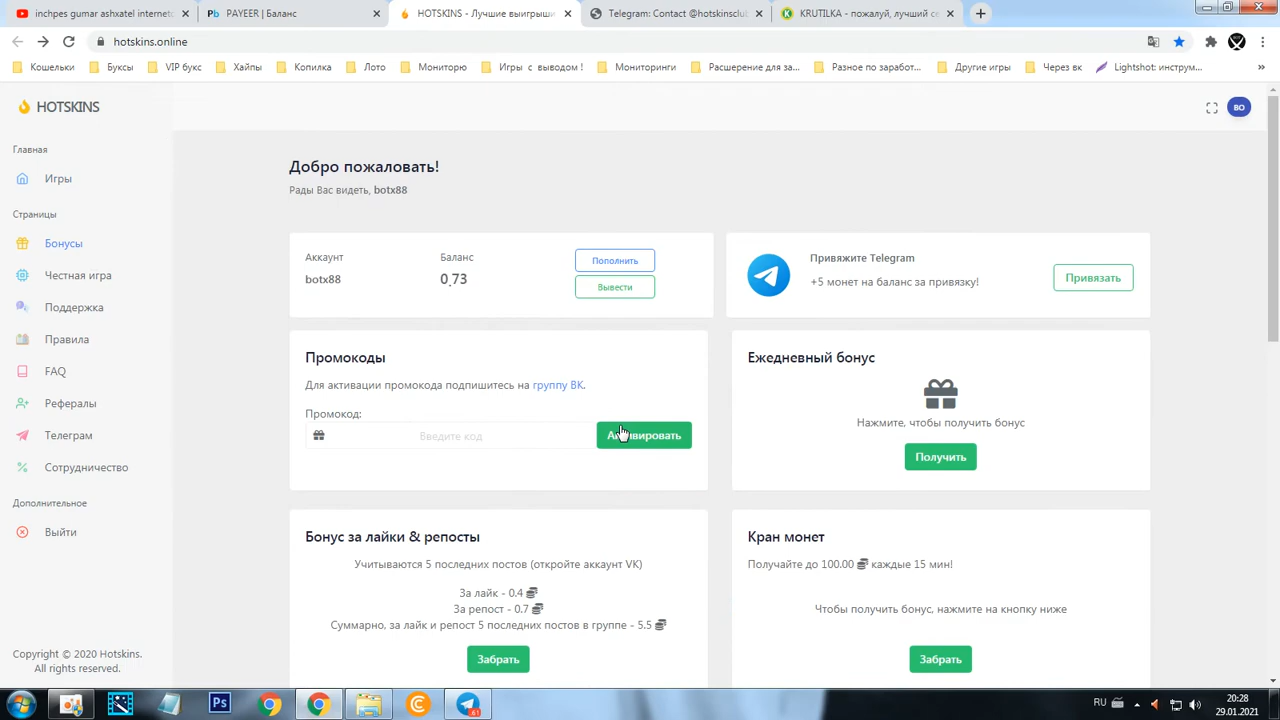 inchpes gumar ashxatel internetc
PAYEER | Баланс
HOTSKINS - Лучшие выигрыши
Telegram: Contact @hotskinsclub
KRUTILKA - пожалуй, лучший се
hotskins.online
Кошельки
Буксы
VIP букс
Хайпы
Копилка
Лото
Мониторю
Игры с выводом !
Мониторинги
Расшерение для за...
Разное по заработ...
Другие игры
Через вк
Lightshot: инструм...
»
HOTSKINS
BO
Главная
Игры
Страницы
Бонусы
Честная игра
Поддержка
Правила
FAQ
Рефералы
Телеграм
Сотрудничество
Дополнительное
Выйти
Copyright © 2020 Hotskins.
All rights reserved.
Добро пожаловать!
Рады Вас видеть, botx88
Аккаунт
botx88
Баланс
0,73
Пополнить
Вывести
Привяжите Telegram
+5 монет на баланс за привязку!
Привязать
Промокоды
Для активации промокода подпишитесь на группу ВК.
Промокод:
Введите код
Активировать
Ежедневный бонус
Нажмите, чтобы получить бонус
Получить
Бонус за лайки & репосты
Учитываются 5 последних постов (откройте аккаунт VK)
За лайк - 0.4
За репост - 0.7
Суммарно, за лайк и репост 5 последних постов в группе - 5.5
Забрать
Кран монет
Получайте до 100.00 каждые 15 мин!
Чтобы получить бонус, нажмите на кнопку ниже
Забрать
Ps
61
RU
20:28
29.01.2021